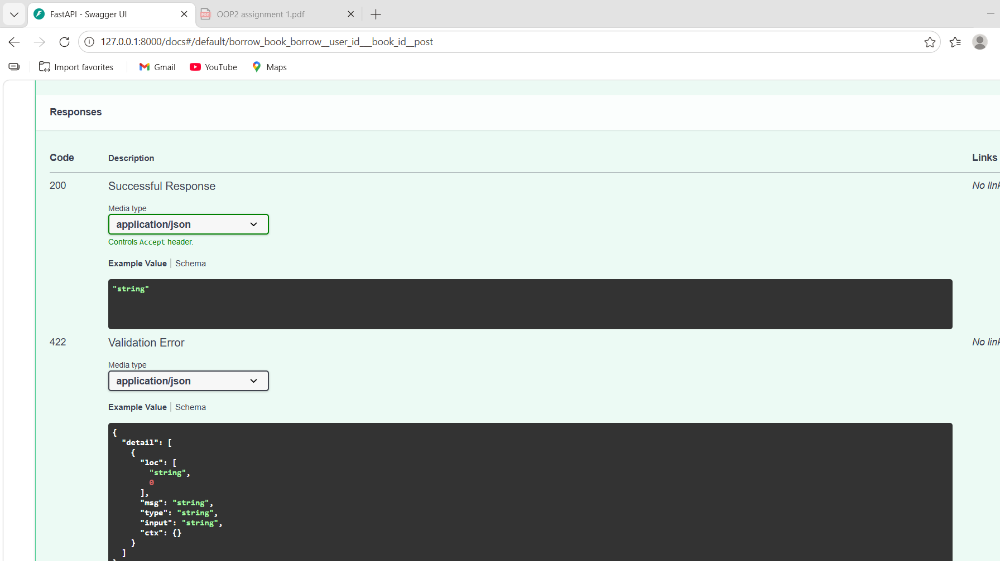 FastAPI - Swagger UI
OOP2 assignment 1.pdf
127.0.0.1:8000/docs#/default/borrow_book_borrow__user_id___book_id__post
Import favorites
Gmail
YouTube
Maps
Responses
Code Description Links
200 Successful Response No link
Media type
application/json
Controls Accept header.
Example Value Schema
"string"
422 Validation Error No link
Media type
application/json
Example Value Schema
{
"detail": [
{
"loc": [
"string",
0
],
"msg": "string",
"type": "string",
"input": "string",
"ctx": {}
}
]